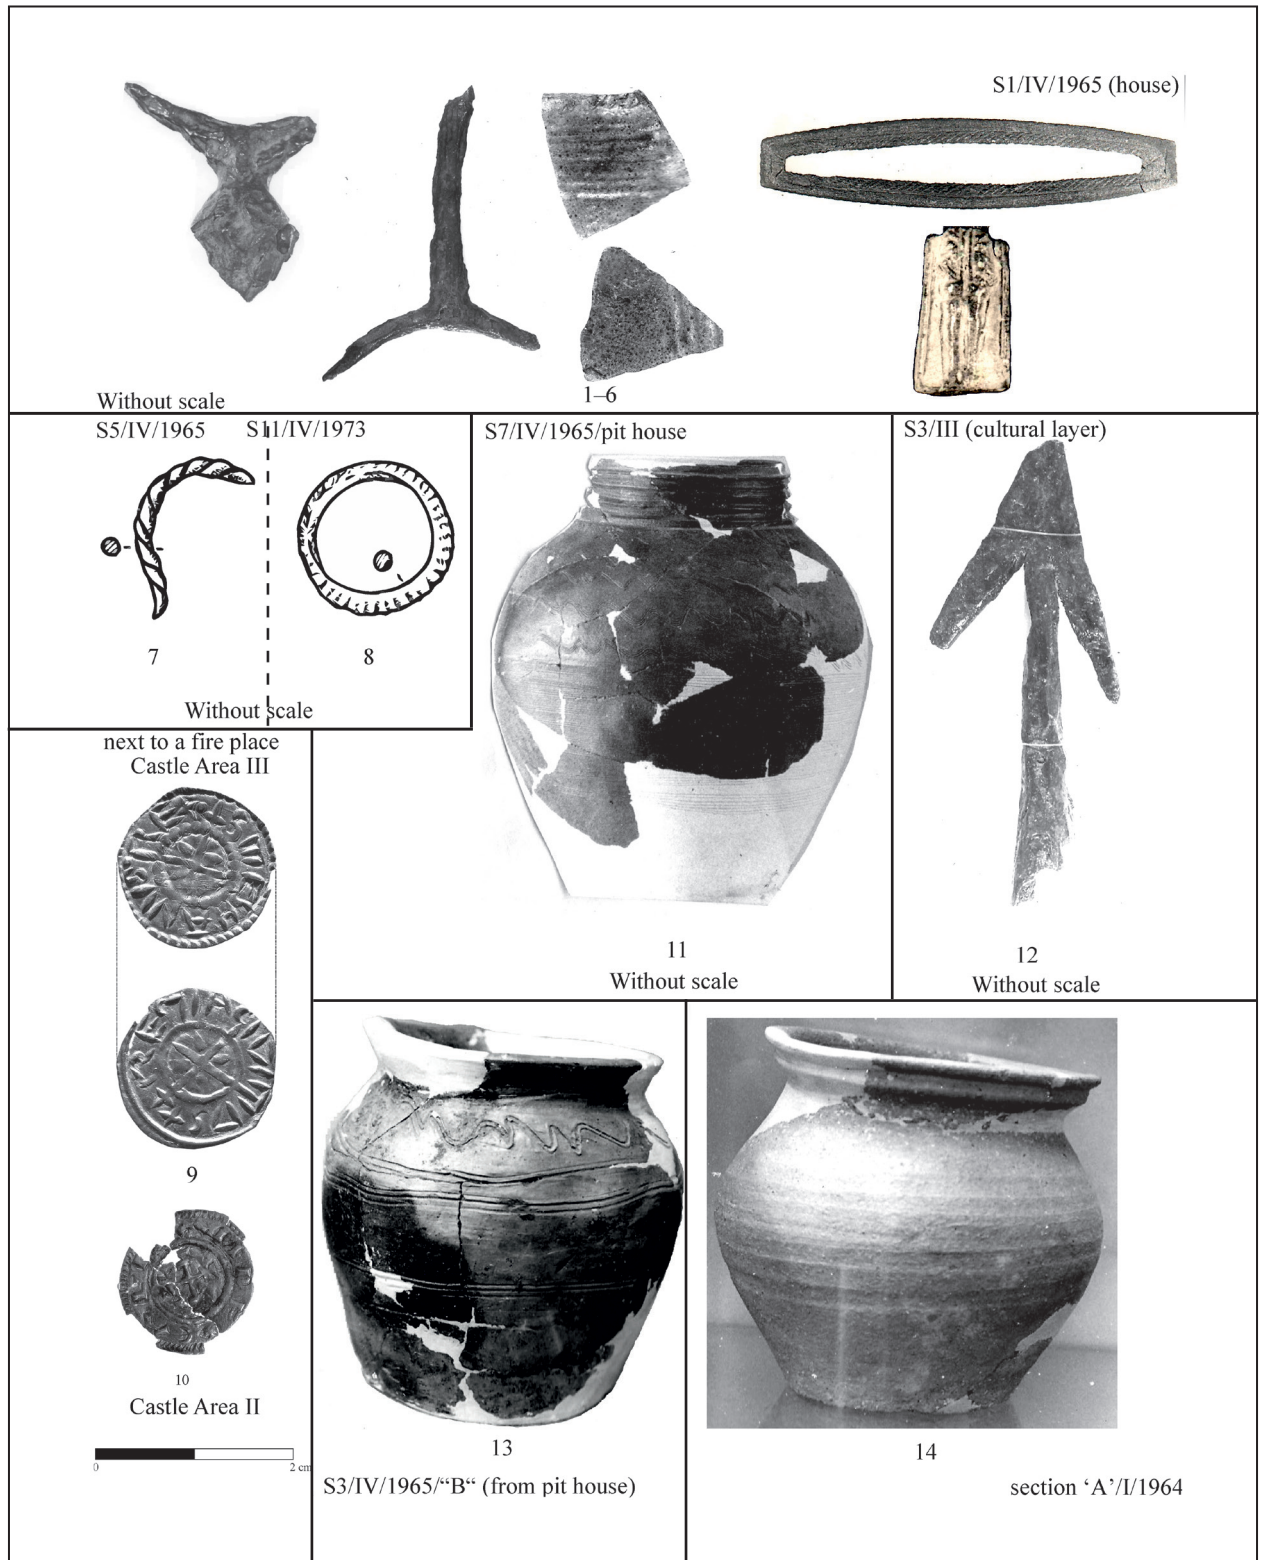 S1/IV/1965 (house)
Without scale
1–6
S5/IV/1965
S11/IV/1973
7
8
Without scale
S7/IV/1965/pit house
11
Without scale
S3/III (cultural layer)
12
Without scale
next to a fire place
Castle Area III
9
10
Castle Area II
0
2 cm
13
S3/IV/1965/“B“ (from pit house)
14
section ‘A’/I/1964